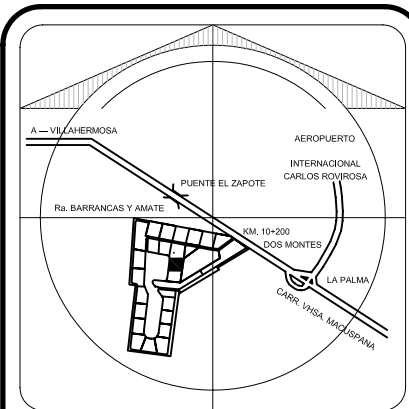 A — VILLAHERMOSA
AEROPUERTO
INTERNACIONAL
CARLOS ROVIROSA
PUENTE EL ZAPOTE
Ra. BARRANCAS Y AMATE
KM. 10+200
DOS MONTES
LA PALMA
CARR. VHSA. MACUSPANA